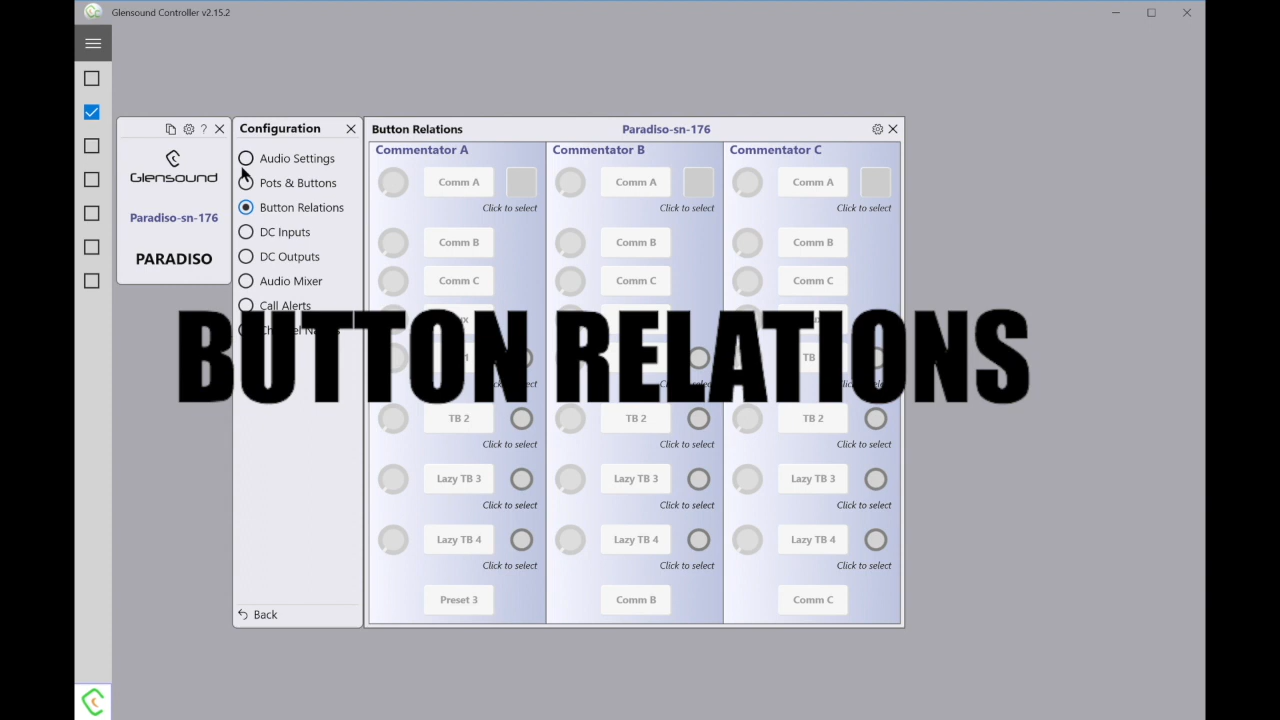 Glensound Controller v2.15.2
?
Glensound
Paradiso-sn-176
PARADISO
Configuration
Audio Settings
Pots & Buttons
Button Relations
DC Inputs
DC Outputs
Audio Mixer
Call Alerts
Back
Button Relations
Paradiso-sn-176
Commentator A
Comm A
Click to select
Comm B
Comm C
TB 2
Click to select
Lazy TB 3
Click to select
Lazy TB 4
Click to select
Preset 3
Commentator B
Comm A
Click to select
Comm B
Comm C
TB 2
Click to select
Lazy TB 3
Click to select
Lazy TB 4
Click to select
Comm B
Commentator C
Comm A
Click to select
Comm B
Comm C
TB
TB 2
Click to select
Lazy TB 3
Click to select
Lazy TB 4
Click to select
Comm C
BUTTON RELATIONS